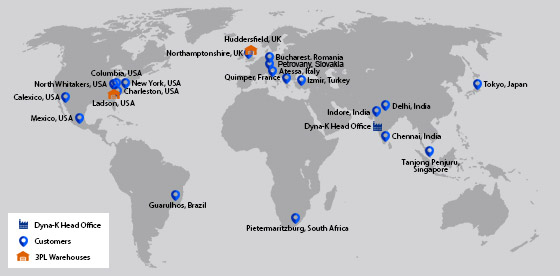 Huddersfield, UK
Northamptonshire, UK
Bucharest, Romania
Petrovany, Slovakia
Atessa, Italy
Quimper, France
Izmir, Turkey
Columbia, USA
North Whitakers, USA
New York, USA
Charleston, USA
Calexico, USA
Ladson, USA
Mexico, USA
Tokyo, Japan
Delhi, India
Indore, India
Dyna-K Head Office
Chennai, India
Tanjong Penjuru,
Singapore
Guarulhos, Brazil
Pietermaritzburg, South Africa
Dyna-K Head Office
Customers
3PL Warehouses